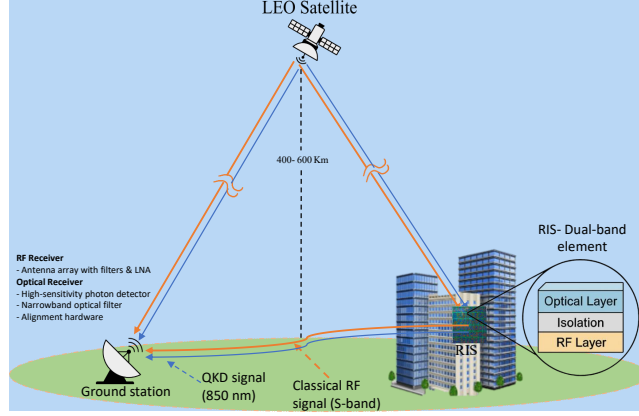 LEO Satellite
400- 600 Km
RF Receiver
- Antenna array with filters & LNA
Optical Receiver
- High-sensitivity photon detector
- Narrowband optical filter
- Alignment hardware
RIS- Dual-band
element
Optical Layer
Isolation
RF Layer
RIS
Ground station
QKD signal
(850 nm)
Classical RF
signal (S-band)